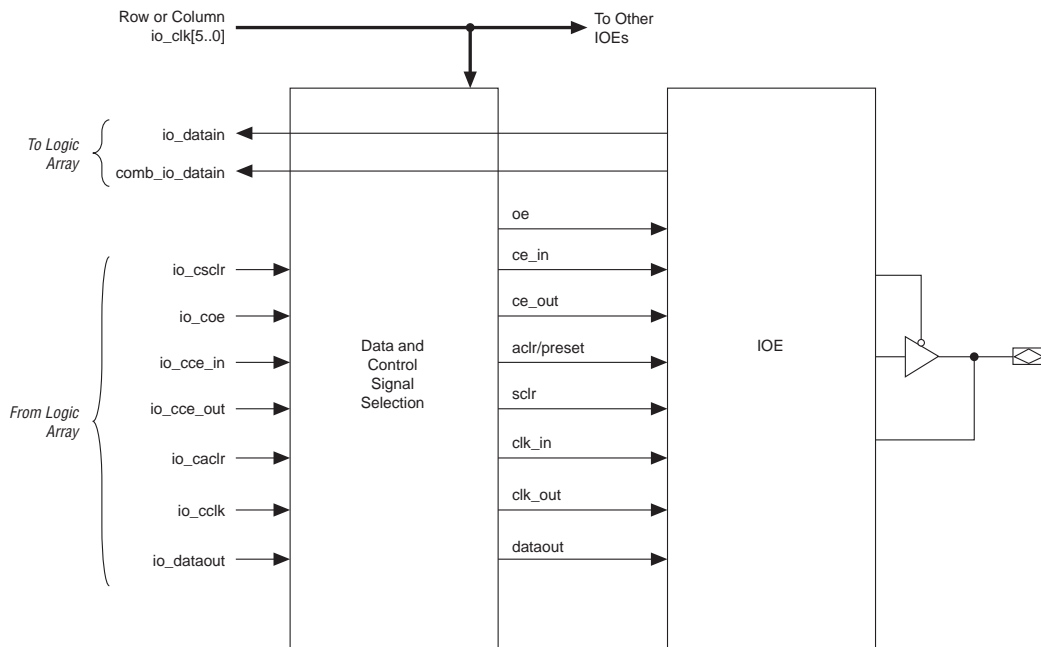 Row or Column
io_clk[5..0]
To Other
IOEs
To Logic
Array
io_datain
comb_io_datain
oe
ce_in
ce_out
aclr/preset
sclr
clk_in
clk_out
dataout
From Logic
Array
io_csclr
io_coe
io_cce_in
io_cce_out
io_caclr
io_cclk
io_dataout
Data and
Control
Signal
Selection
IOE